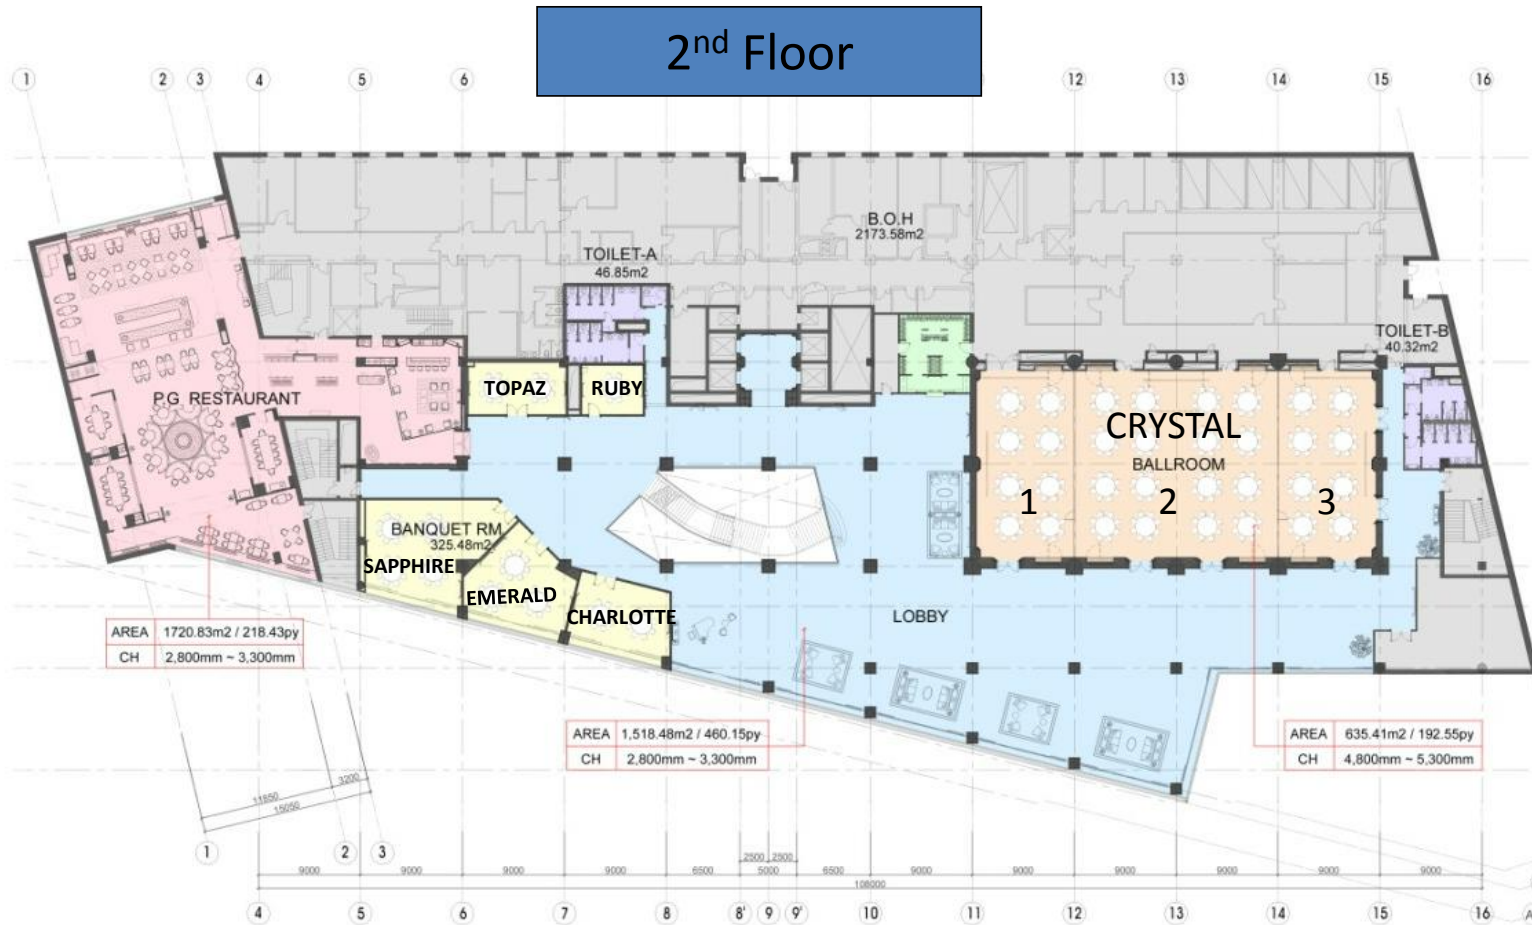 2nd Floor
1
2
3
4
5
6
12
13
14
15
16
B.O.H
2173.58m2
TOILET-A
46.85m2
TOILET-B
40.32m2
TOPAZ
RUBY
P.G. RESTAURANT
CRYSTAL
BALLROOM
1
2
3
BANQUET RM
325.48m2
SAPPHIRE
EMERALD
CHARLOTTE
LOBBY
AREA 1720.83m2 / 218.43py
CH 2,800mm ~ 3,300mm
AREA 1,518.48m2 / 460.15py
CH 2,800mm ~ 3,300mm
AREA 635.41m2 / 192.55py
CH 4,800mm ~ 5,300mm
11850
3200
15050
1
2
3
2500 2500
9000 9000 9000 9000 6500 5000 6500 9000 9000 9000 9000 9000 9000
108000
4
5
6
7
8
8'
9
9'
10
11
12
13
14
15
16
A